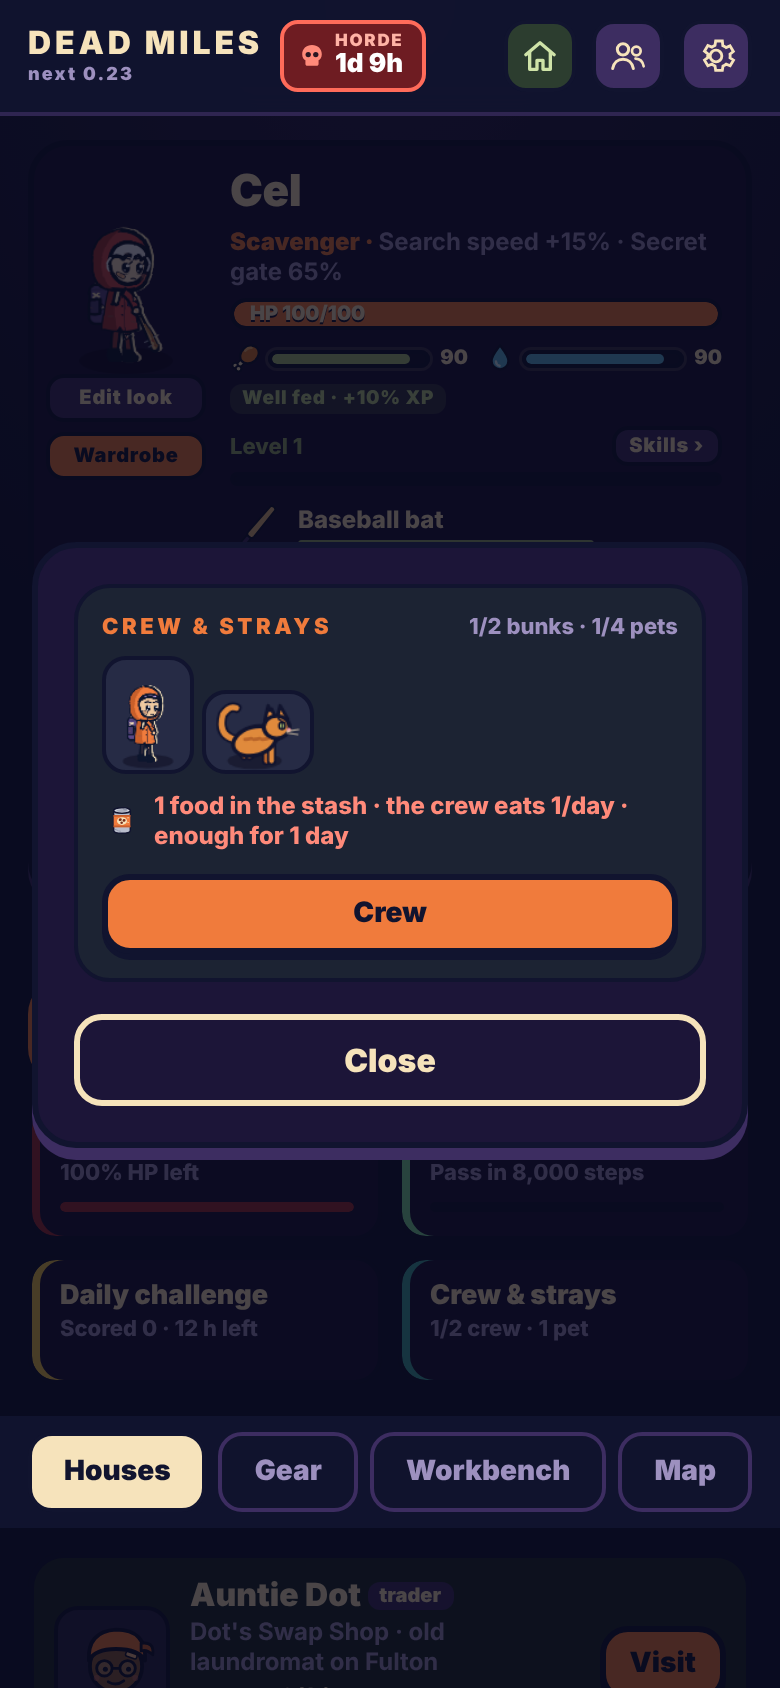 DEAD MILES
next 0.23
HORDE
1d 9h
Cel
Scavenger · Search speed +15% · Secret
gate 65%
HP 100/100
90
90
Edit look
Well fed · +10% XP
Wardrobe
Level 1
Skills ›
Baseball bat
CREW & STRAYS
1/2 bunks · 1/4 pets
1 food in the stash · the crew eats 1/day ·
enough for 1 day
Crew
Close
100% HP left
Pass in 8,000 steps
Daily challenge
Scored 0 · 12 h left
Crew & strays
1/2 crew · 1 pet
Houses
Gear
Workbench
Map
Auntie Dot
trader
Dot's Swap Shop · old
laundromat on Fulton
Visit